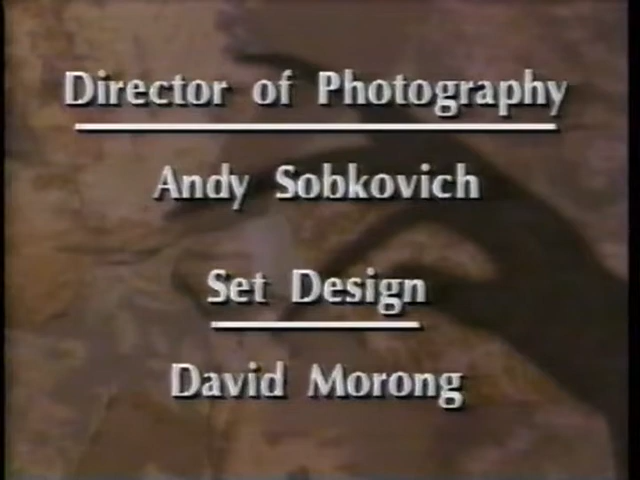 Director of Photography
Andy Sobkovich
Set Design
David Morong